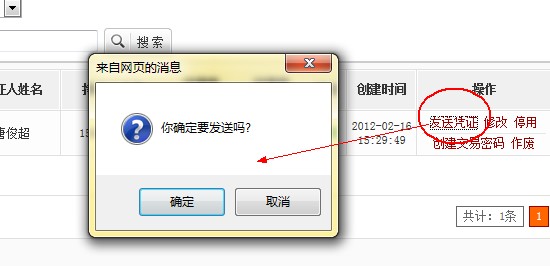 搜索
来自网页的消息
证人姓名
创建时间
操作
你确定要发送吗?
唐俊超
2012-02-16
15:29:49
发送凭证 修改 停用
创建交易密码 作废
确定
取消
共计：1条
1